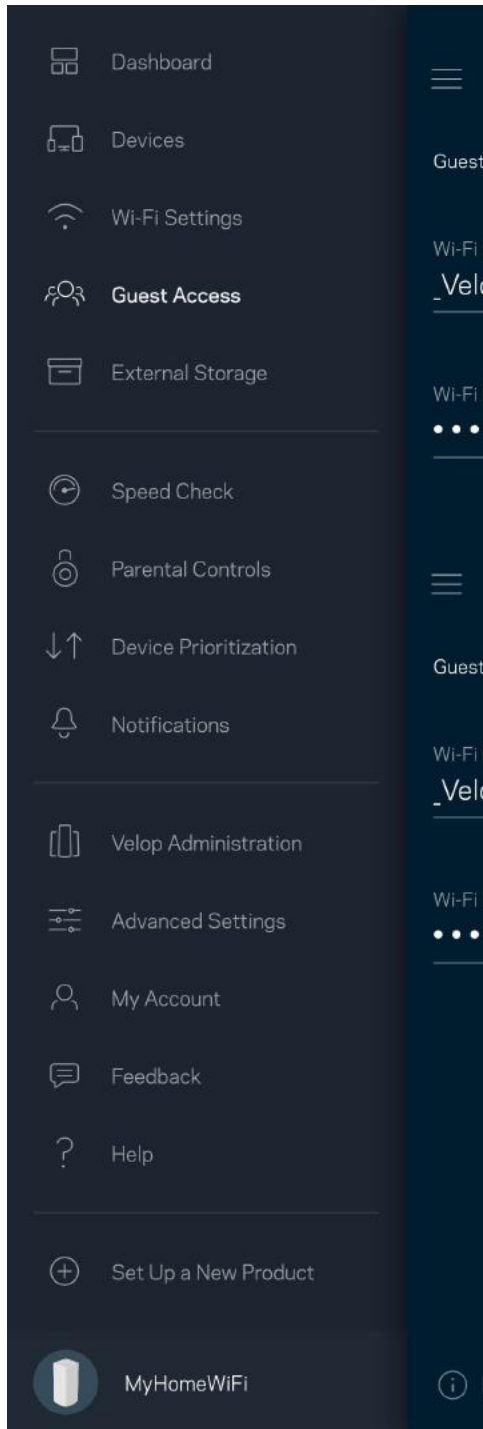 Dashboard
Devices
Wi-Fi Settings
Guest Access
External Storage
Speed Check
Parental Controls
Device Prioritization
Notifications
Velop Administration
Advanced Settings
My Account
Feedback
Help
Set Up a New Product
MyHomeWiFi
Guest
Wi-Fi
Wi-Fi
Guest
Wi-Fi
Wi-Fi